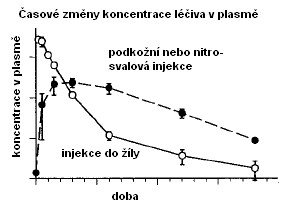 Časové změny koncentrace léčiva v plasmě
podkožní nebo nitro-
svalová injekce
koncentrace v plasmě
injekce do žíly
doba